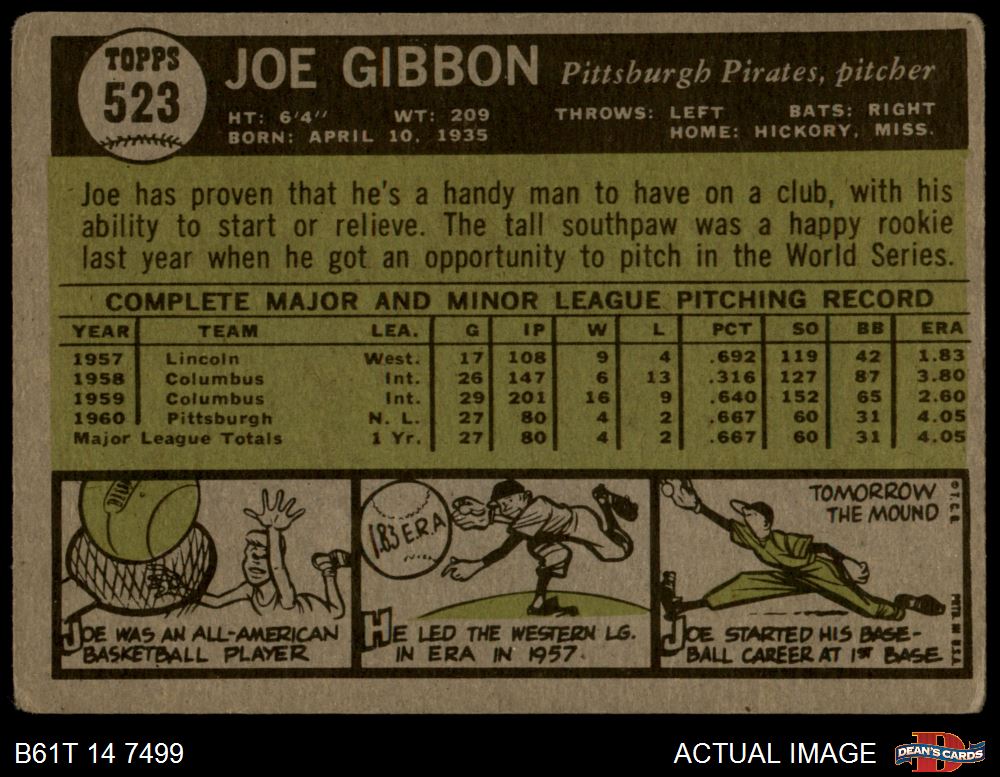 TOPPS
523
JOE GIBBON Pittsburgh Pirates, pitcher
HT: 6'4" WT: 209 THROWS: LEFT BATS: RIGHT
BORN: APRIL 10, 1935 HOME: HICKORY, MISS.
Joe has proven that he's a handy man to have on a club, with his
ability to start or relieve. The tall southpaw was a happy rookie
last year when he got an opportunity to pitch in the World Series.
COMPLETE MAJOR AND MINOR LEAGUE PITCHING RECORD
YEAR TEAM LEA. G IP W L PCT SO BB ERA
1957 Lincoln West. 17 108 9 4 .692 119 42 1.83
1958 Columbus Int. 26 147 6 13 .316 127 87 3.80
1959 Columbus Int. 29 201 16 9 .640 152 65 2.60
1960 Pittsburgh N. L. 27 80 4 2 .667 60 31 4.05
Major League Totals 1 Yr. 27 80 4 2 .667 60 31 4.05
JOE WAS AN ALL-AMERICAN
BASKETBALL PLAYER
1.83 E.R.A.
HE LED THE WESTERN LG.
IN ERA IN 1957.
TOMORROW
THE MOUND
JOE STARTED HIS BASE-
BALL CAREER AT 1ST BASE
© T.C.G.
PRTD. IN U.S.A.
B61T 14 7499
ACTUAL IMAGE
DEAN'S CARDS